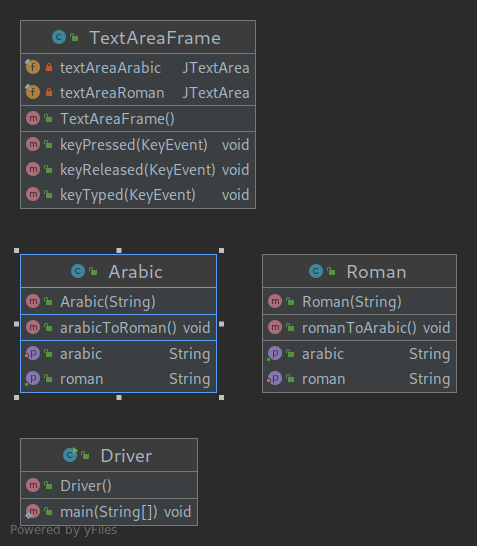 TextAreaFrame
textAreaArabic JTextArea
textAreaRoman JTextArea
TextAreaFrame()
keyPressed(KeyEvent) void
keyReleased(KeyEvent) void
keyTyped(KeyEvent) void
Arabic
Arabic(String)
arabicToRoman() void
arabic String
roman String
Roman
Roman(String)
romanToArabic() void
arabic String
roman String
Driver
Driver()
main(String[]) void
Powered by yFiles